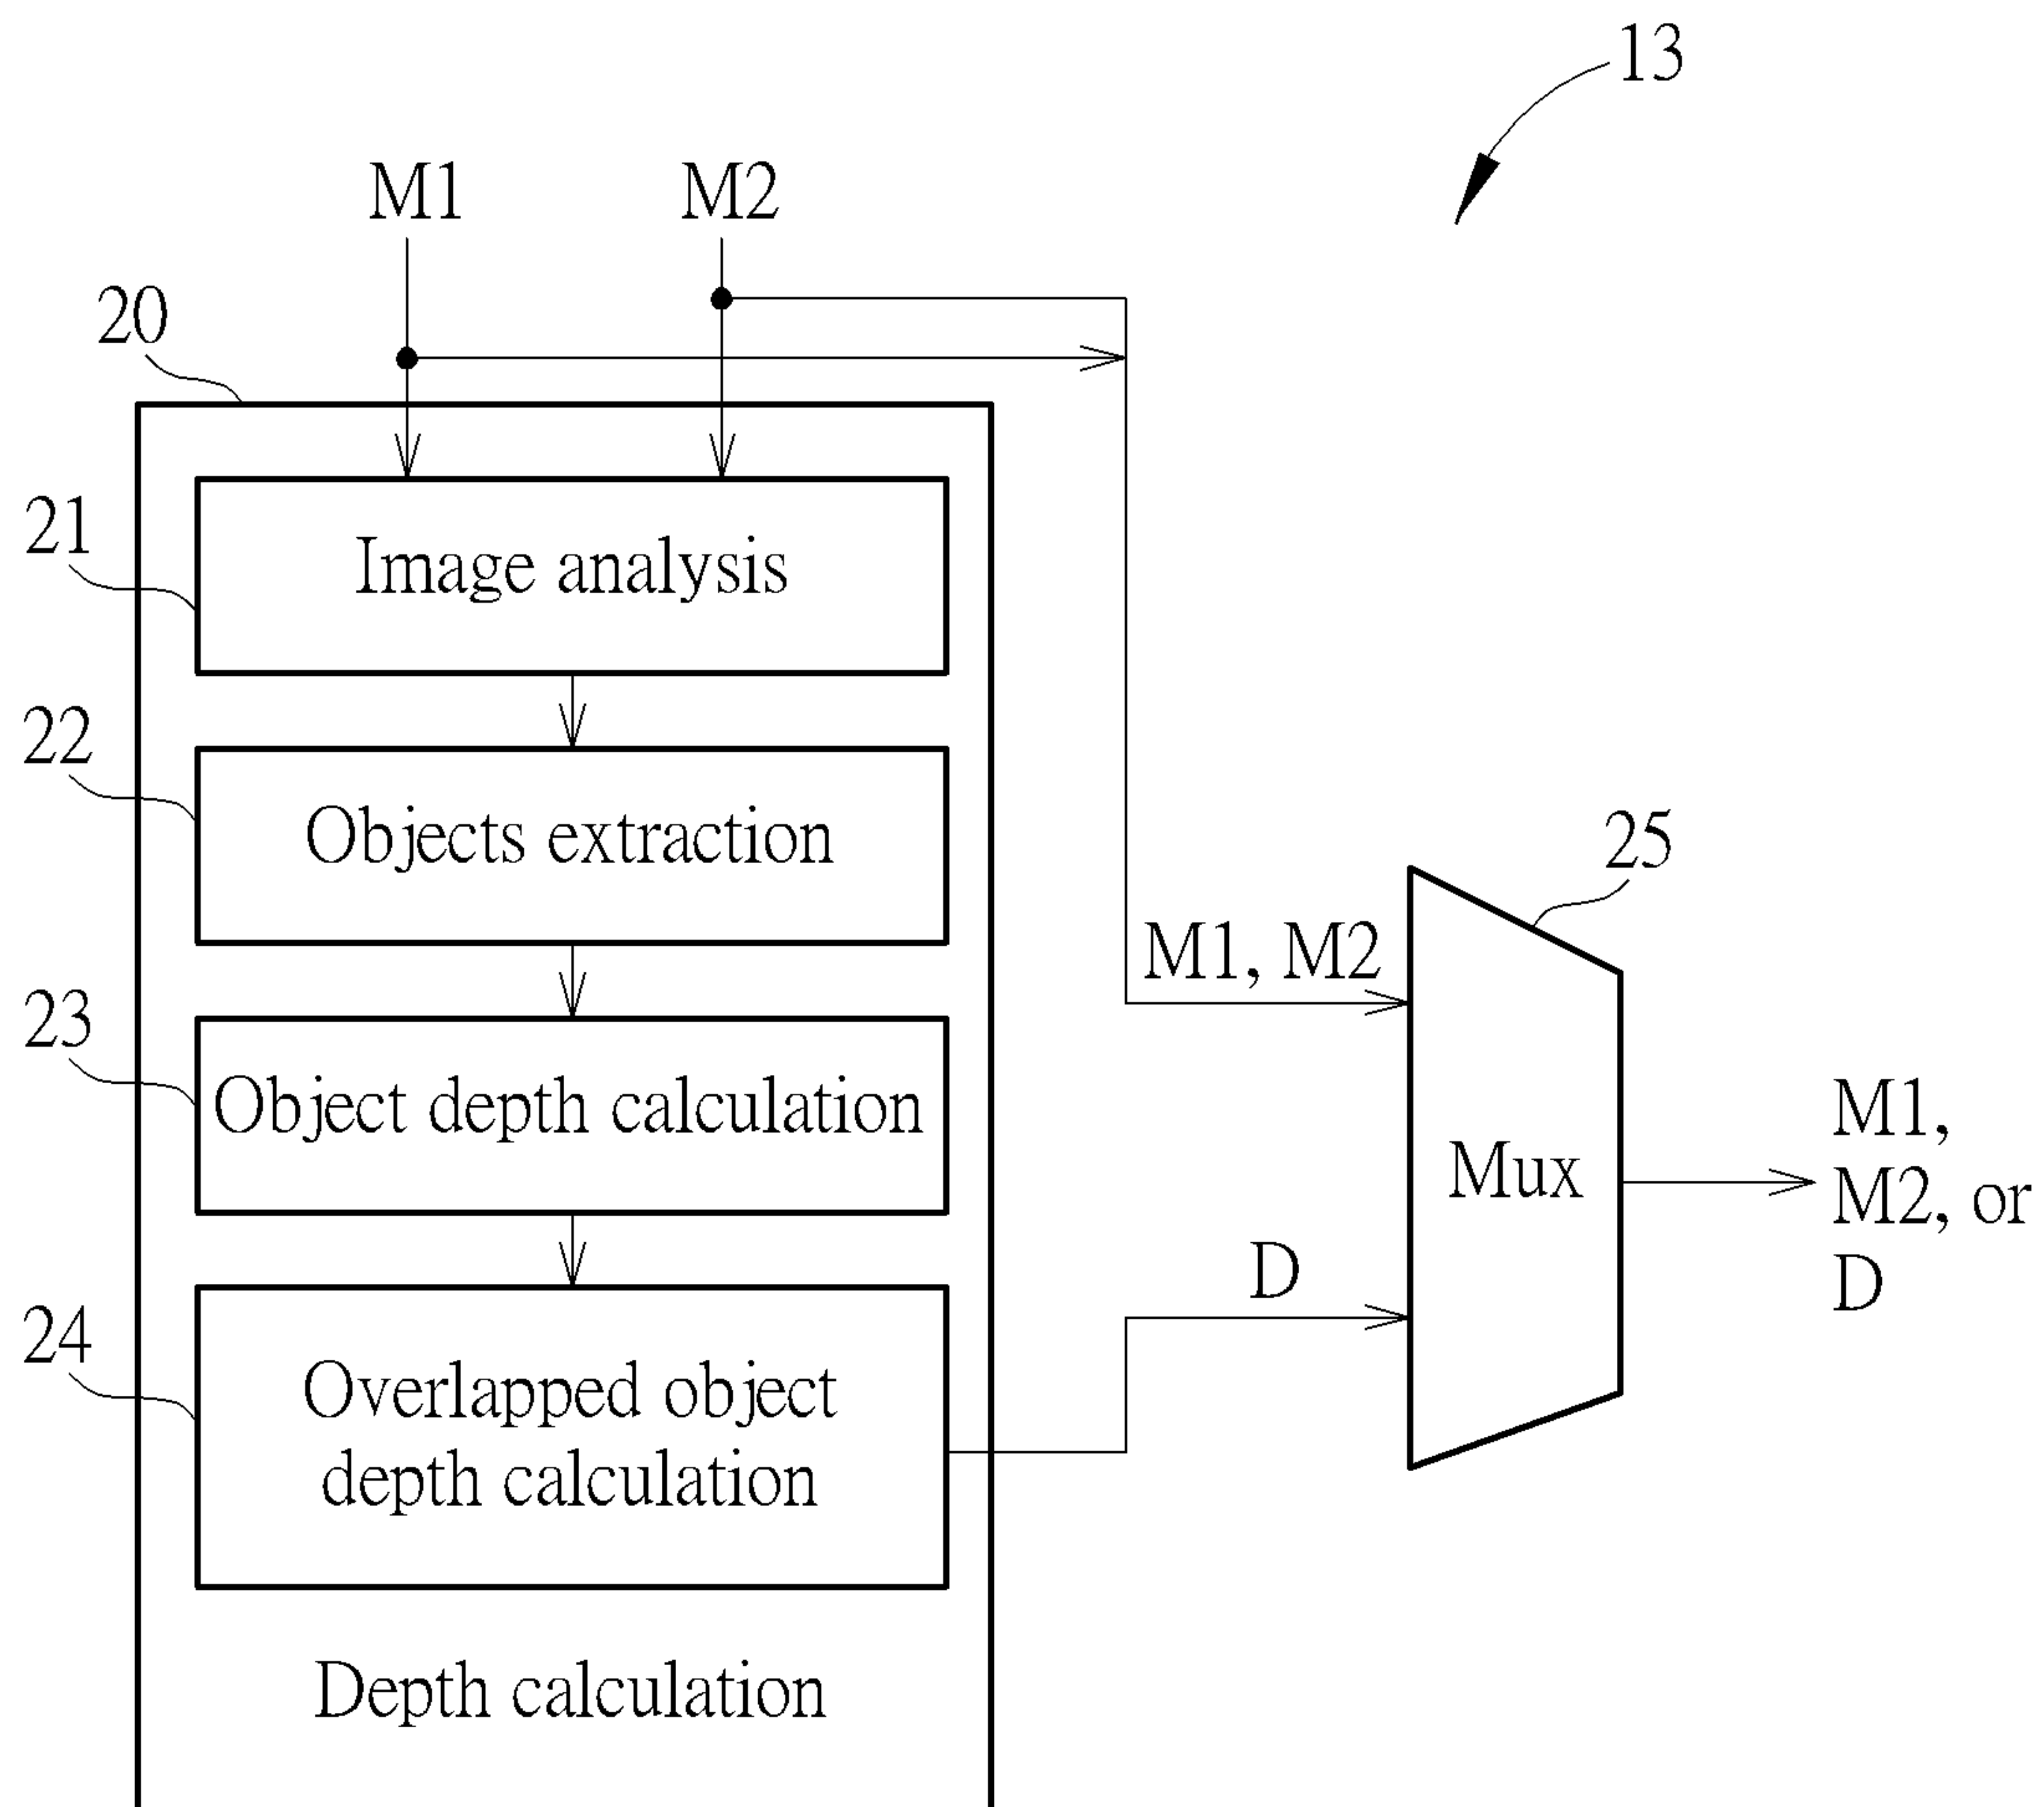 13
M1
M2
20
21
Image analysis
22
Objects extraction
25
M1, M2
23
Object depth calculation
M1,
Mux
M2, or
D
D
24
Overlapped object
depth calculation
Depth calculation